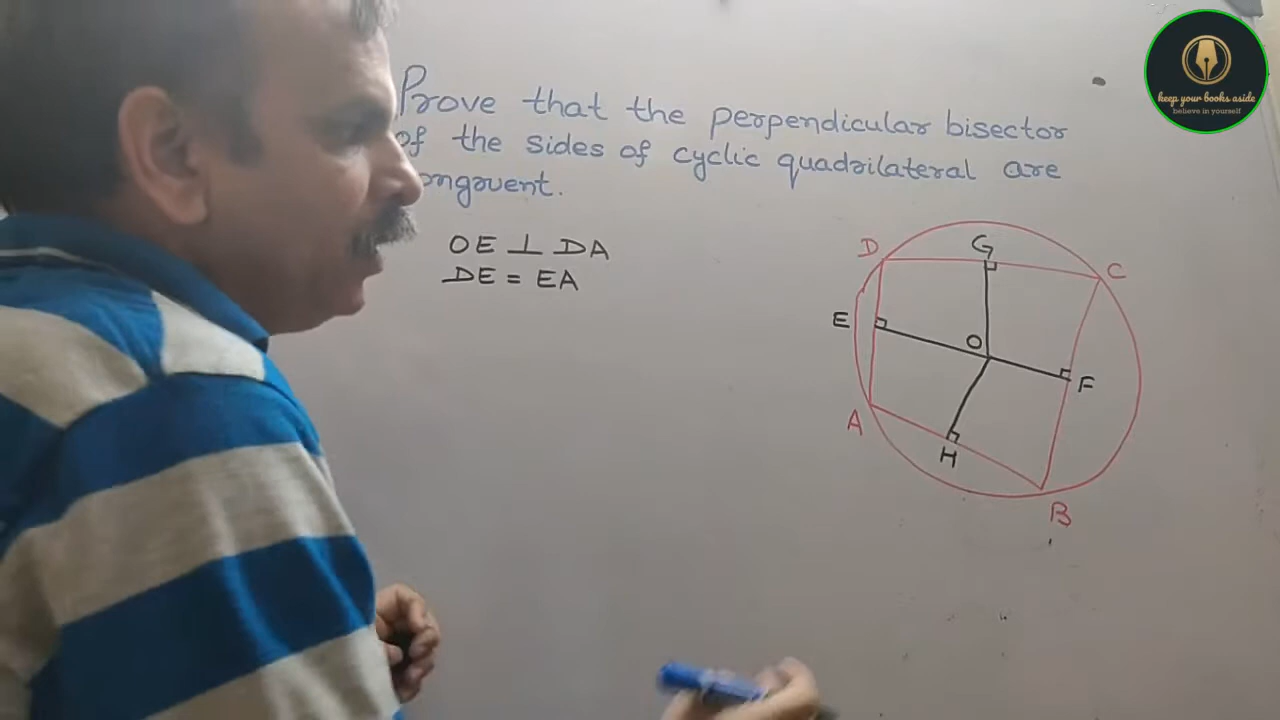 Prove that the perpendicular bisector
of the sides of cyclic quadrilateral are
ongruent.
OE ⊥ DA
DE = EA
D
G
C
E
O
F
A
H
B
keep your books aside
believe in yourself